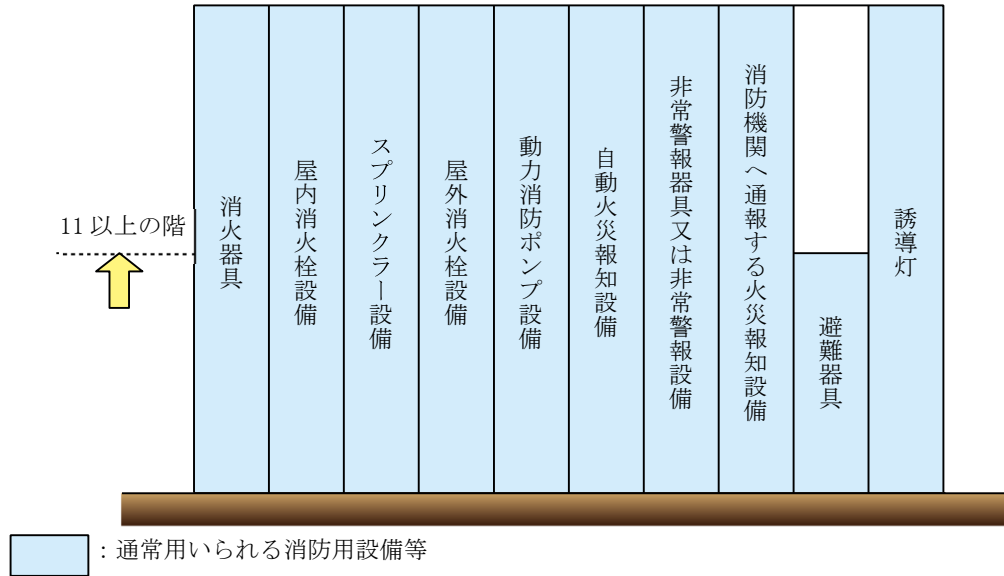 11 以上の階
消火器具
屋内消火栓設備
スプリンクラー設備
屋外消火栓設備
動力消防ポンプ設備
自動火災報知設備
非常警報器具又は非常警報設備
消防機関へ通報する火災報知設備
避難器具
誘導灯
：通常用いられる消防用設備等